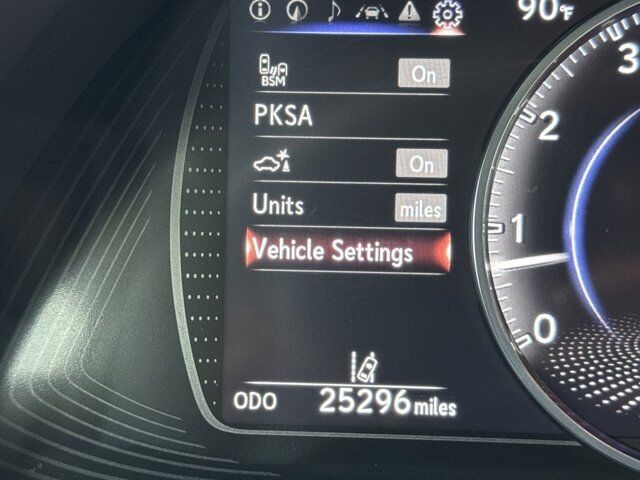 90°F
BSM On
PKSA
On
Units miles
Vehicle Settings
ODO 25296 miles
3
2
1
0